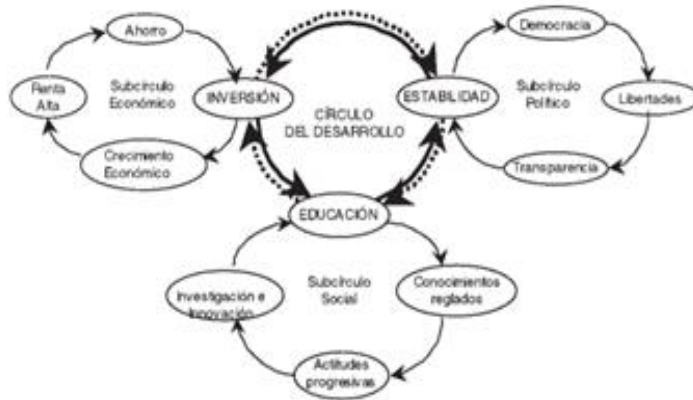 Ahorro
Renta
Alta
Subcírculo
Económico
INVERSIÓN
Crecimiento
Económico
CÍRCULO
DEL DESARROLLO
ESTABILIDAD
Democracia
Subcírculo
Político
Libertades
Transparencia
EDUCACIÓN
Investigación e
Innovación
Subcírculo
Social
Conocimientos
reglados
Actitudes
progresivas